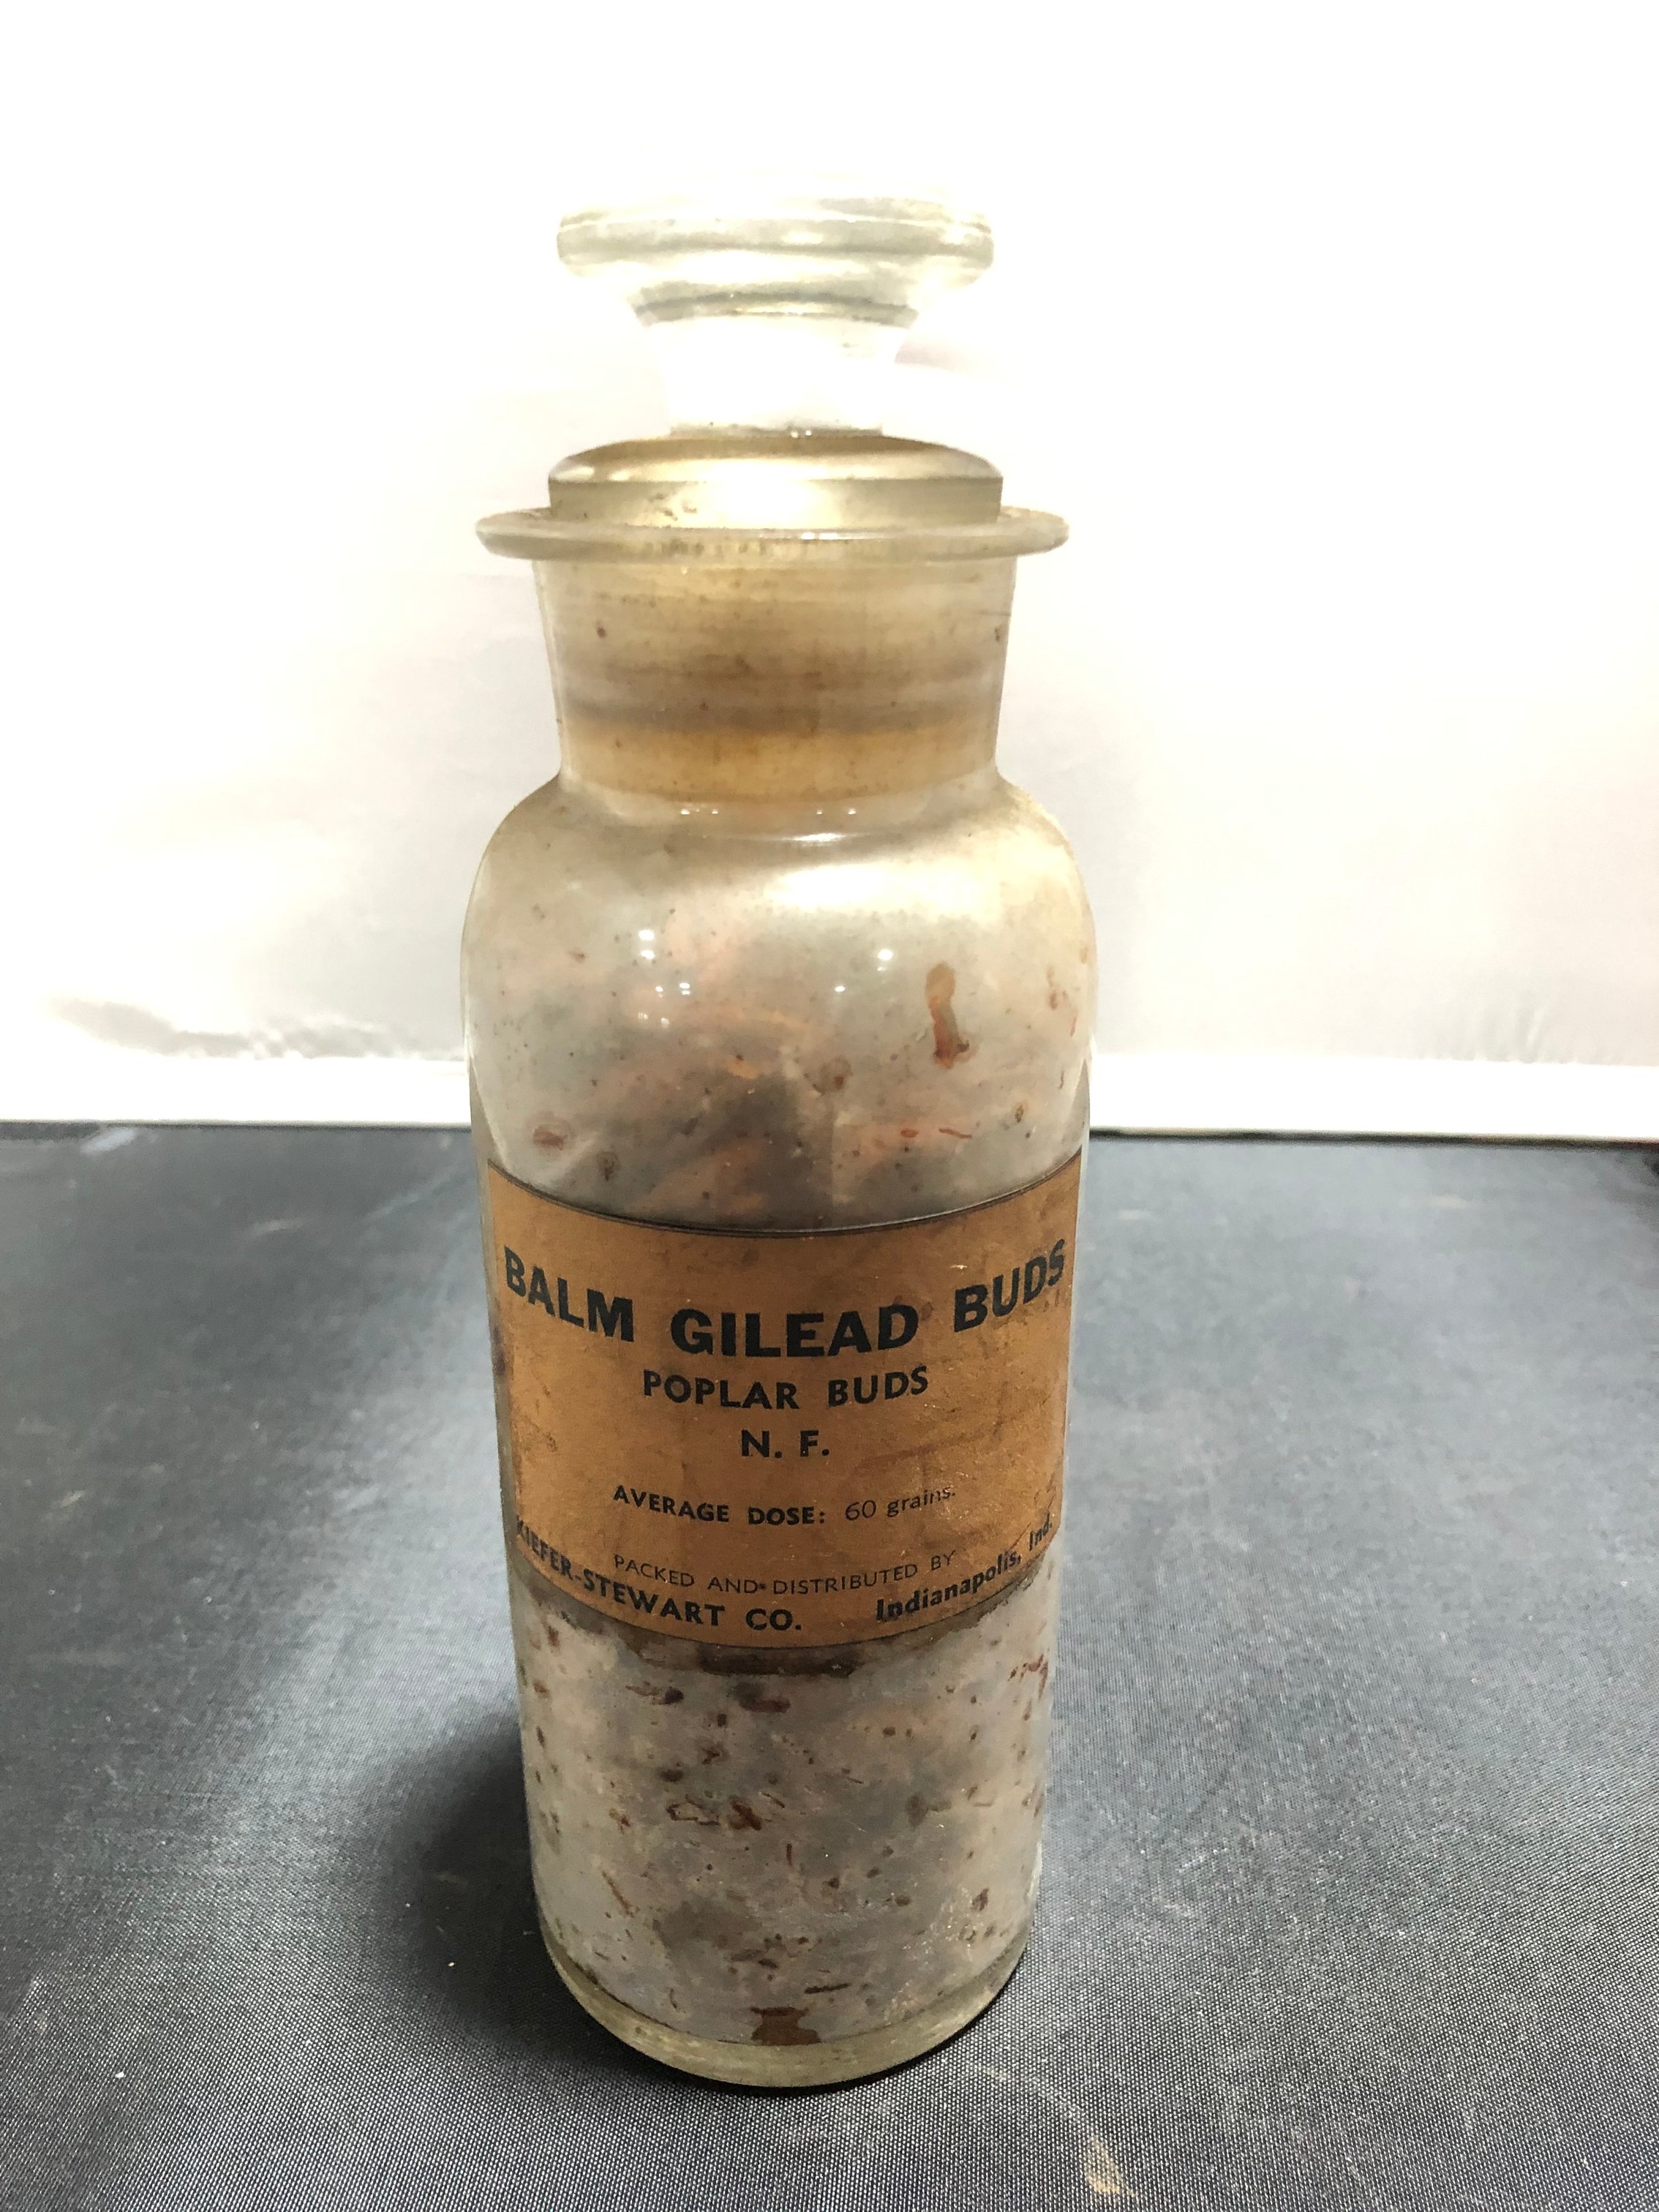 BALM GILEAD BUDS
POPLAR BUDS
N. F.
AVERAGE DOSE: 60 grains.
PACKED AND DISTRIBUTED BY
KIEFER-STEWART CO. Indianapolis, Ind.